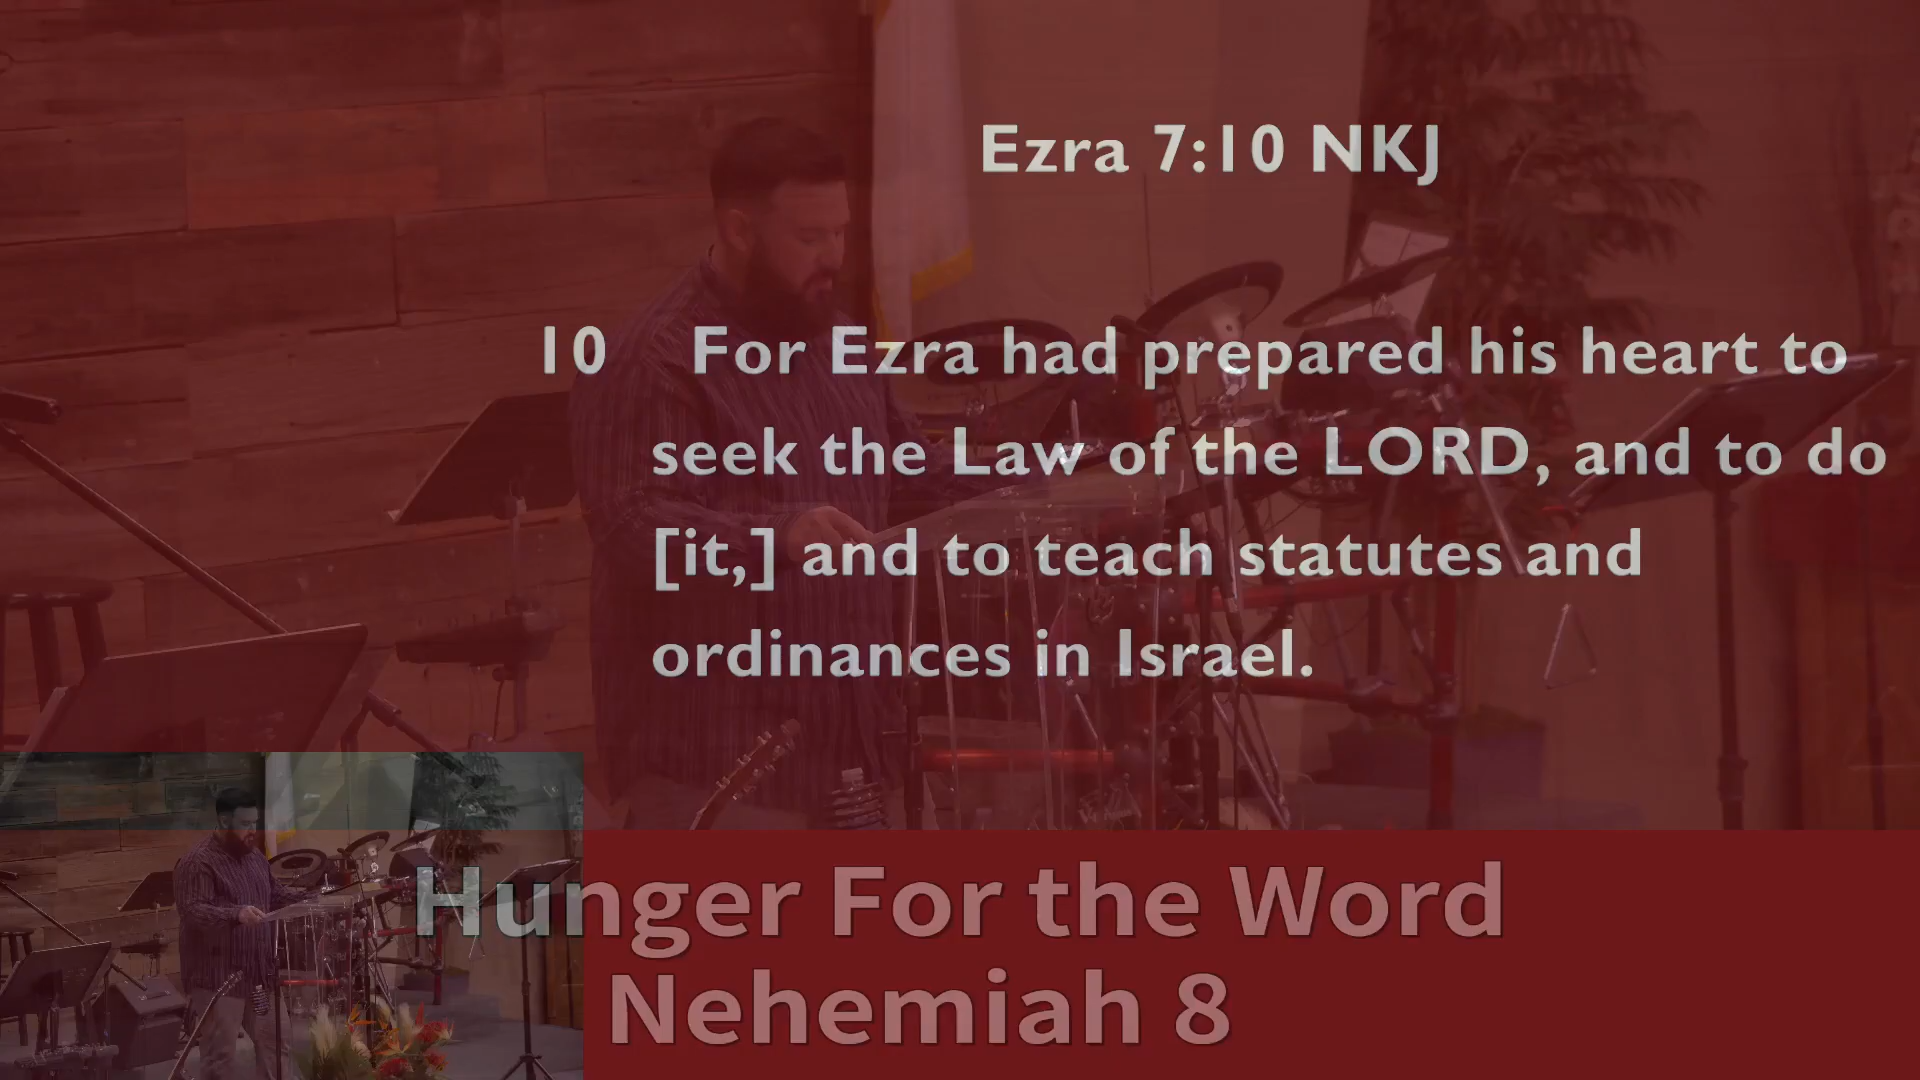 Ezra 7:10 NKJ
10 For Ezra had prepared his heart to
seek the Law of the LORD, and to do
[it,] and to teach statutes and
ordinances in Israel.
Hunger For the Word
Nehemiah 8